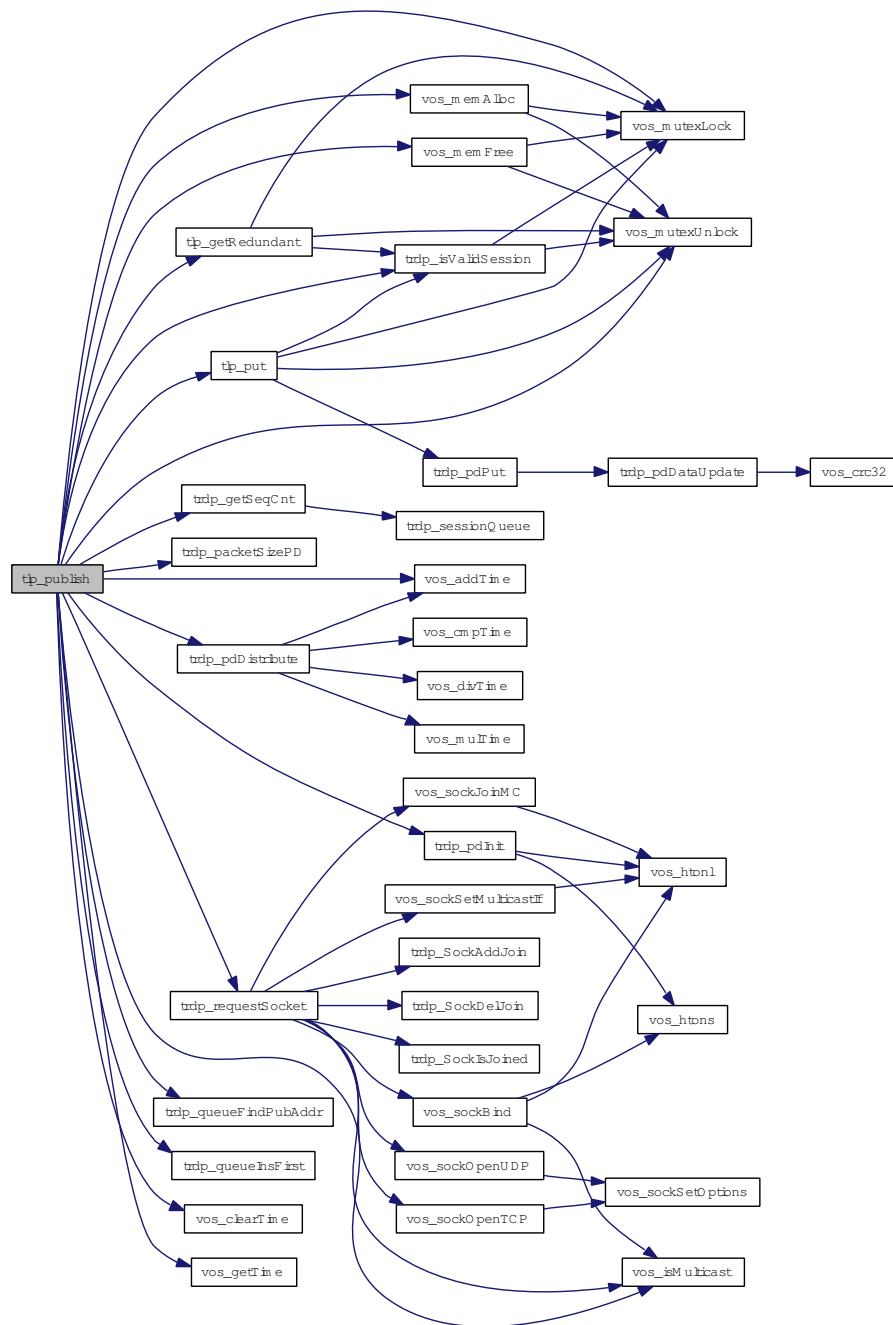 vos_memAlloc
vos_mutexLock
vos_memFree
vos_mutexUnlock
tlp_getRedundant
trdp_isValidSession
tlp_put
trdp_pdPut
trdp_pdDataUpdate
vos_crc32
trdp_getSeqCnt
trdp_sessionQueue
trdp_packetSizePD
tlp_publish
vos_addTime
vos_cmpTime
trdp_pdDistribute
vos_divTime
vos_mulTime
vos_sockJoinMC
trdp_pdInit
vos_htonl
vos_sockSetMulticastIf
trdp_SockAddJoin
trdp_requestSocket
trdp_SockDelJoin
vos_htons
trdp_SockIsJoined
trdp_queueFindPubAddr
vos_sockBind
trdp_queueInsFirst
vos_sockOpenUDP
vos_sockSetOptions
vos_clearTime
vos_sockOpenTCP
vos_getTime
vos_isMulticast